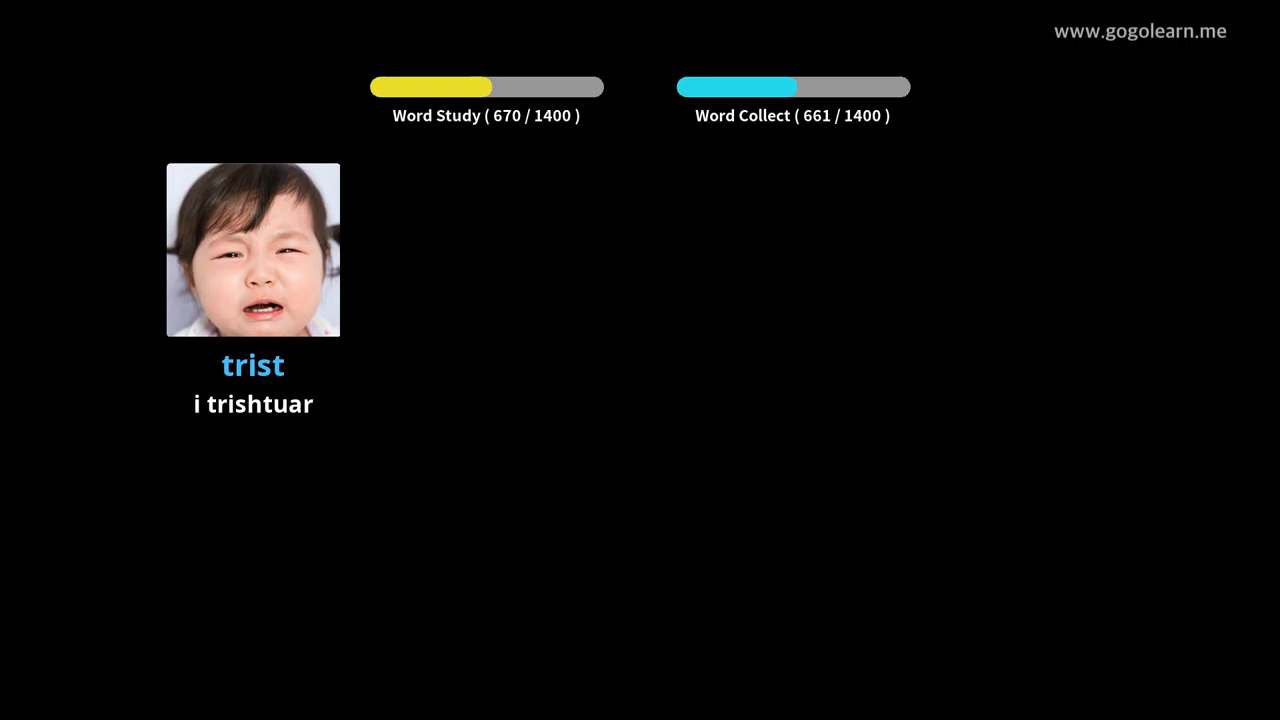 www.gogolearn.me
Word Study ( 670 / 1400 )
Word Collect ( 661 / 1400 )
trist
i trishtuar